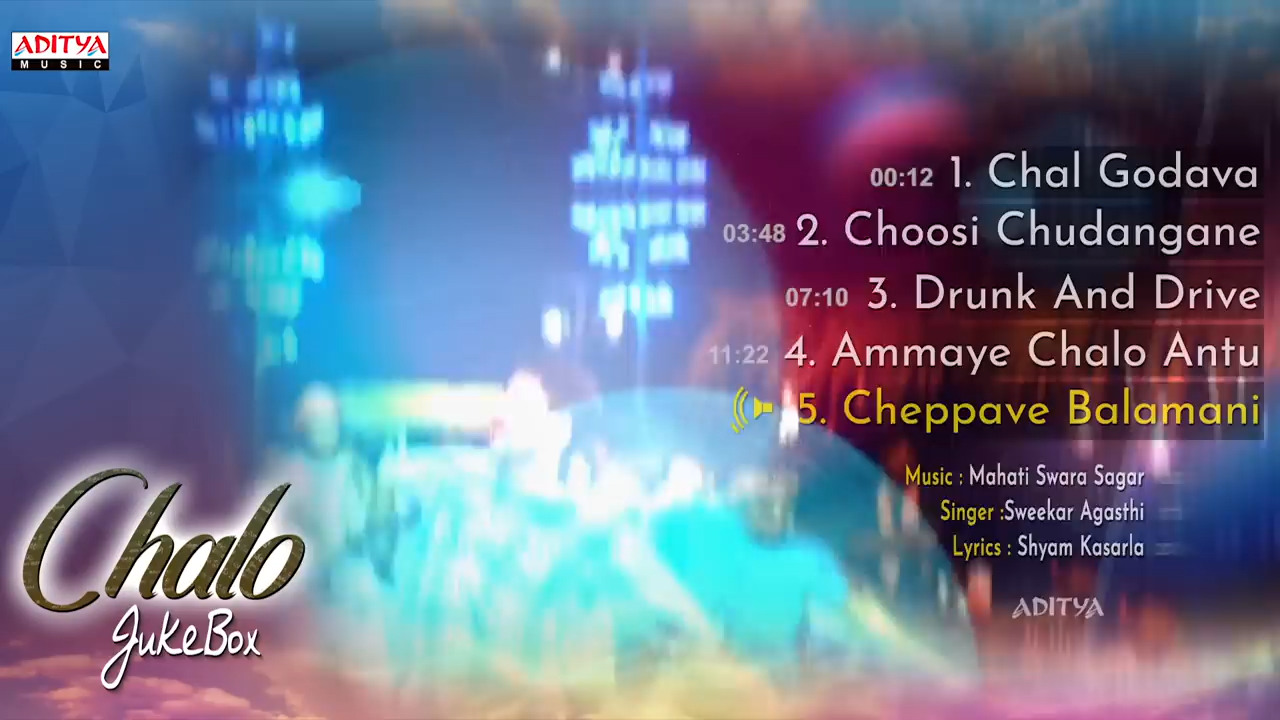 ADITYA
MUSIC
00:12 1. Chal Godava
03:48 2. Choosi Chudangane
07:10 3. Drunk And Drive
11:22 4. Ammaye Chalo Antu
5. Cheppave Balamani
Music : Mahati Swara Sagar
Singer :Sweekar Agasthi
Lyrics : Shyam Kasarla
ADITYA
Chalo
JukeBox